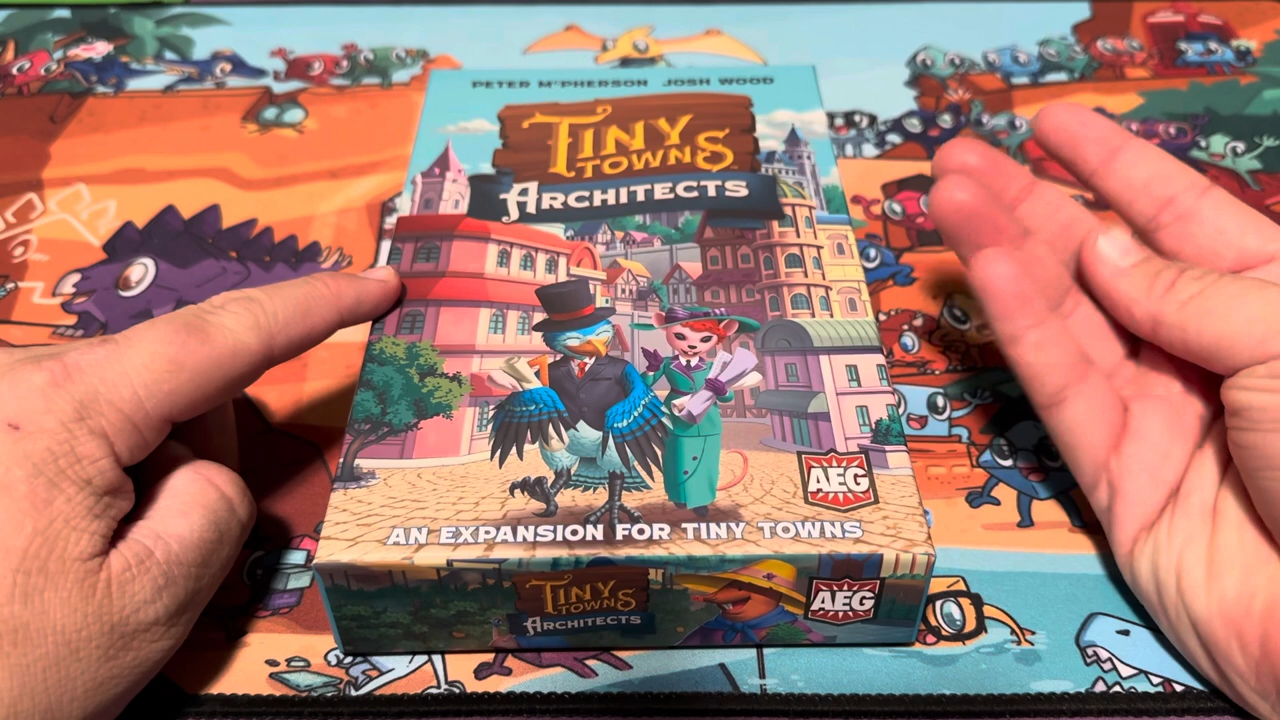 PETER McPHERSON JOSH WOOD
TINY
TOWNS
ARCHITECTS
AEG
AN EXPANSION FOR TINY TOWNS
TINY
TOWNS
ARCHITECTS
AEG